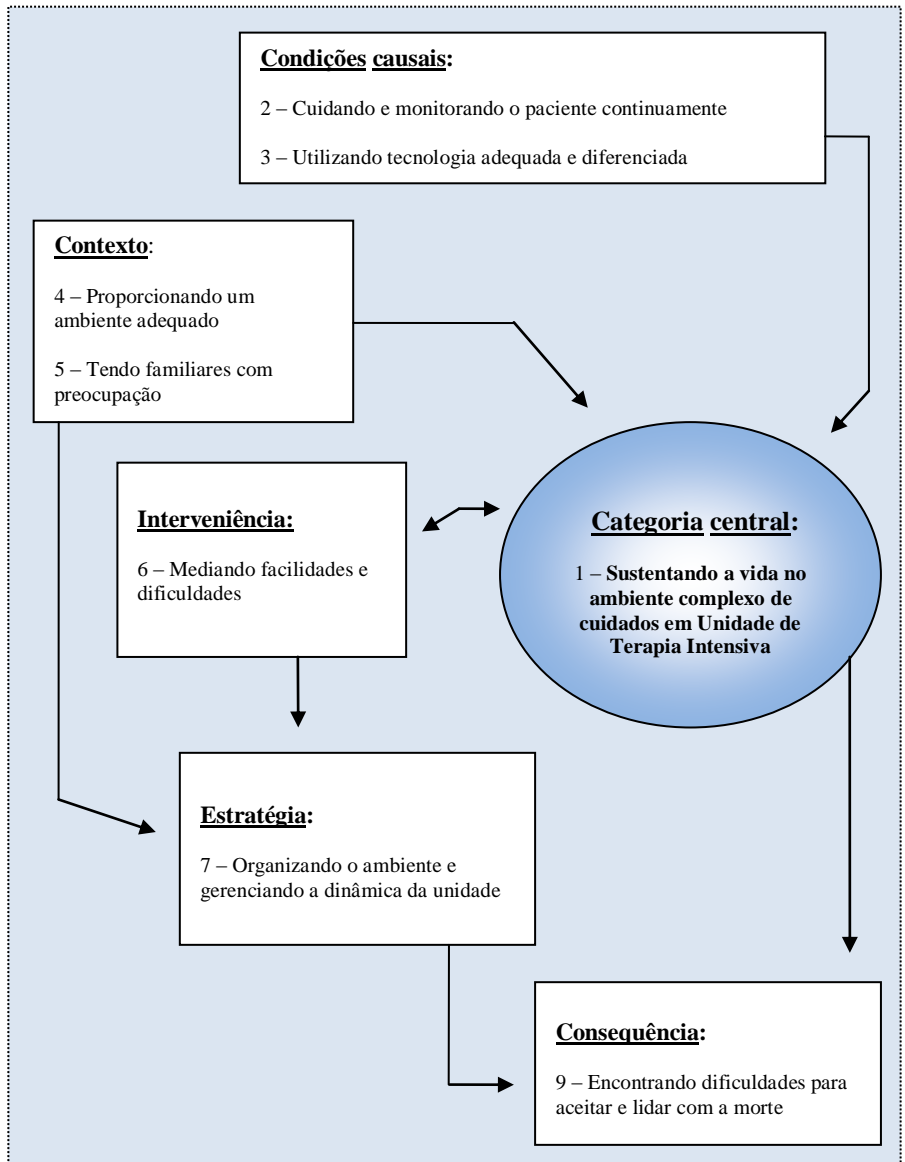 Condições causais:
2 – Cuidando e monitorando o paciente continuamente
3 – Utilizando tecnologia adequada e diferenciada
Contexto:
4 – Proporcionando um
ambiente adequado
5 – Tendo familiares com
preocupação
Interveniência:
6 – Mediando facilidades e
dificuldades
Categoria central:
1 – Sustentando a vida no
ambiente complexo de
cuidados em Unidade de
Terapia Intensiva
Estratégia:
7 – Organizando o ambiente e
gerenciando a dinâmica da unidade
Consequência:
9 – Encontrando dificuldades para
aceitar e lidar com a morte